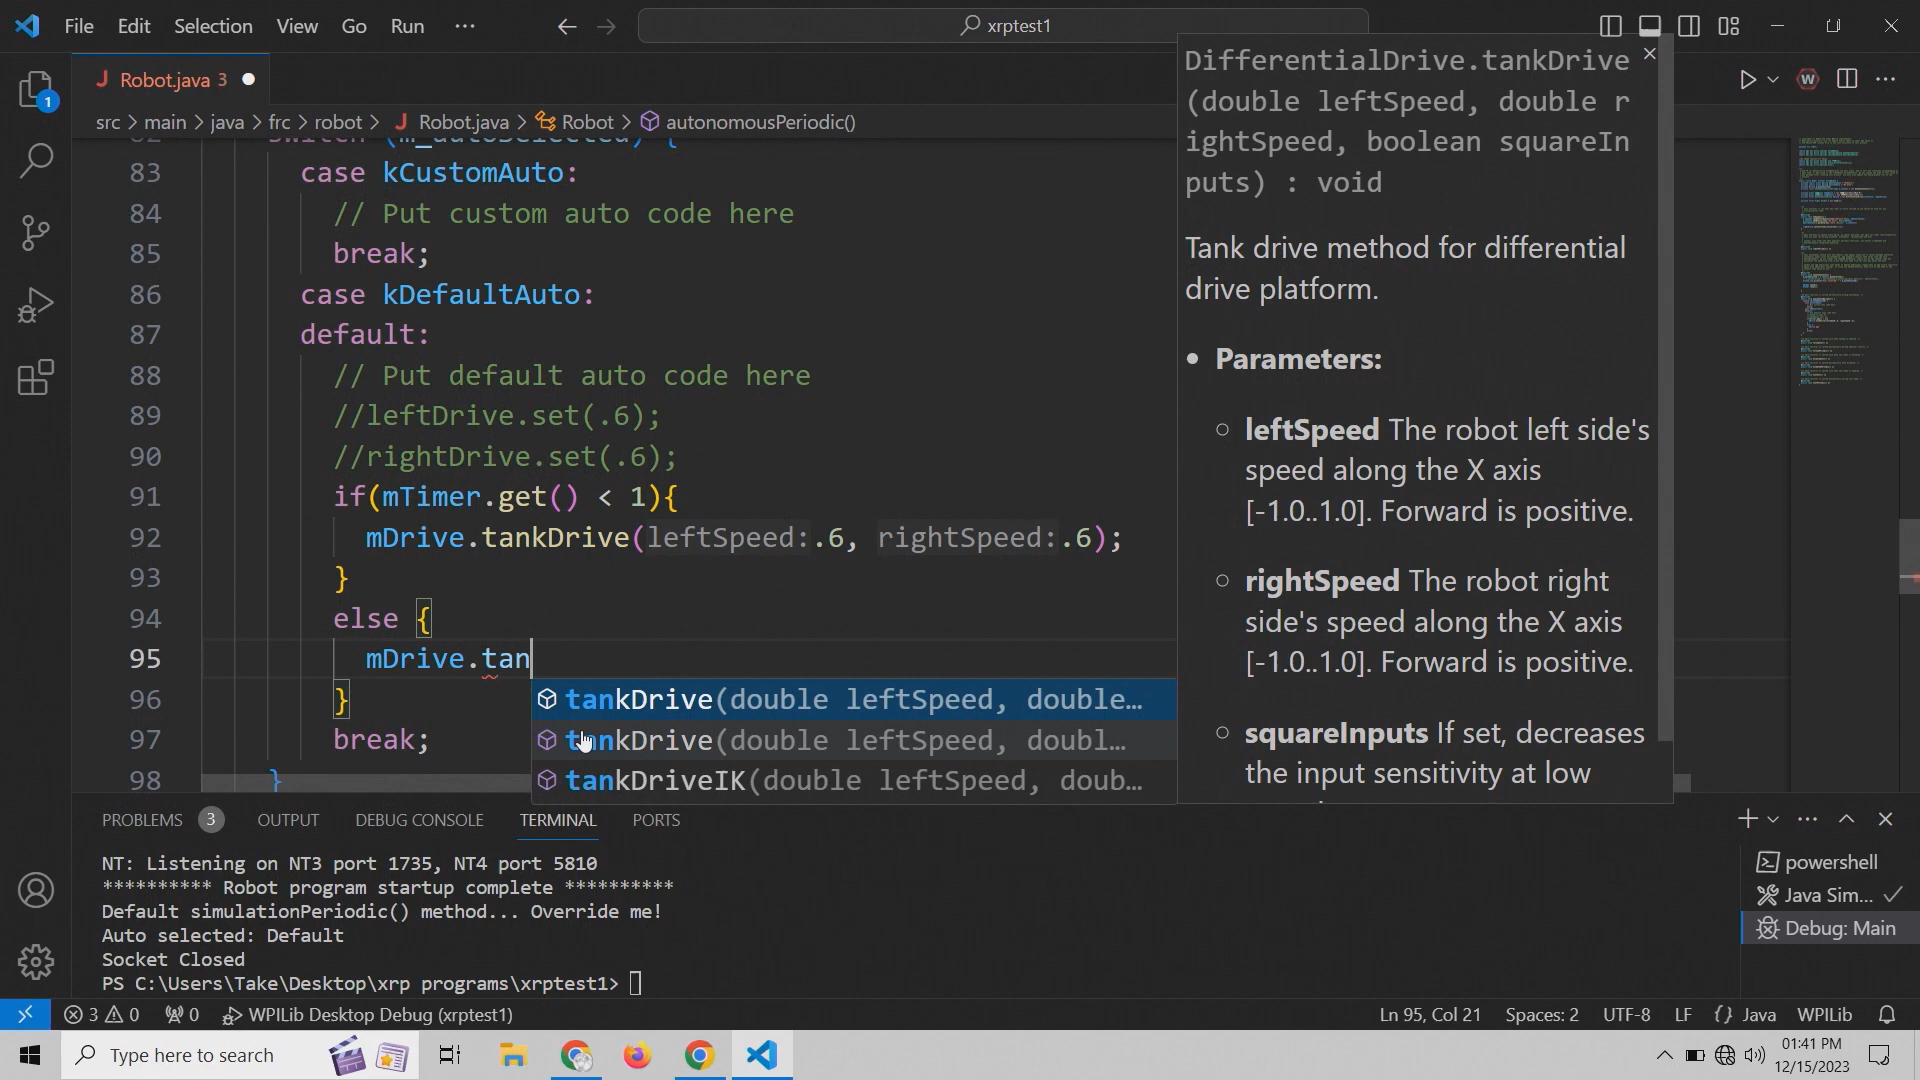 File Edit Selection View Go Run ...
xrptest1
J Robot.java 3
src > main > java > frc > robot > J Robot.java > Robot > autonomousPeriodic()
switch (m_autoSelected) {
83 case kCustomAuto:
84 // Put custom auto code here
85 break;
86 case kDefaultAuto:
87 default:
88 // Put default auto code here
89 //leftDrive.set(.6);
90 //rightDrive.set(.6);
91 if(mTimer.get() < 1){
92 mDrive.tankDrive(leftSpeed:.6, rightSpeed:.6);
93 }
94 else {
95 mDrive.tan
96 }
97 break;
98 }
tankDrive(double leftSpeed, double…
tankDrive(double leftSpeed, doubl…
tankDriveIK(double leftSpeed, doub…
DifferentialDrive.tankDrive
(double leftSpeed, double r
ightSpeed, boolean squareIn
puts) : void
Tank drive method for differential
drive platform.
Parameters:
leftSpeed The robot left side's
speed along the X axis
[-1.0..1.0]. Forward is positive.
rightSpeed The robot right
side's speed along the X axis
[-1.0..1.0]. Forward is positive.
squareInputs If set, decreases
the input sensitivity at low
PROBLEMS 3 OUTPUT DEBUG CONSOLE TERMINAL PORTS
NT: Listening on NT3 port 1735, NT4 port 5810
********** Robot program startup complete **********
Default simulationPeriodic() method... Override me!
Auto selected: Default
Socket Closed
PS C:\Users\Take\Desktop\xrp programs\xrptest1>
powershell
Java Sim...
Debug: Main
3 0 0 WPILib Desktop Debug (xrptest1)
Ln 95, Col 21 Spaces: 2 UTF-8 LF {} Java WPILib
Type here to search
01:41 PM
12/15/2023